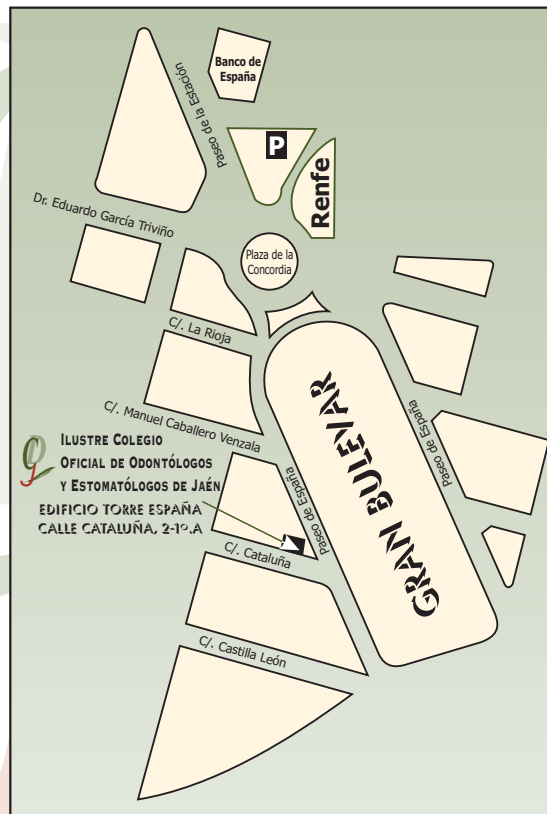 Banco de
España
Paseo de la Estación
P
Renfe
Dr. Eduardo García Triviño
Plaza de la
Concordia
C/. La Rioja
C/. Manuel Caballero Venzala
GRAN BULEVAR
Paseo de España
Paseo de España
ILUSTRE COLEGIO
OFICIAL DE ODONTÓLOGOS
Y ESTOMATÓLOGOS DE JAÉN
EDIFICIO TORRE ESPAÑA
CALLE CATALUÑA, 2-1º.A
C/. Cataluña
C/. Castilla León